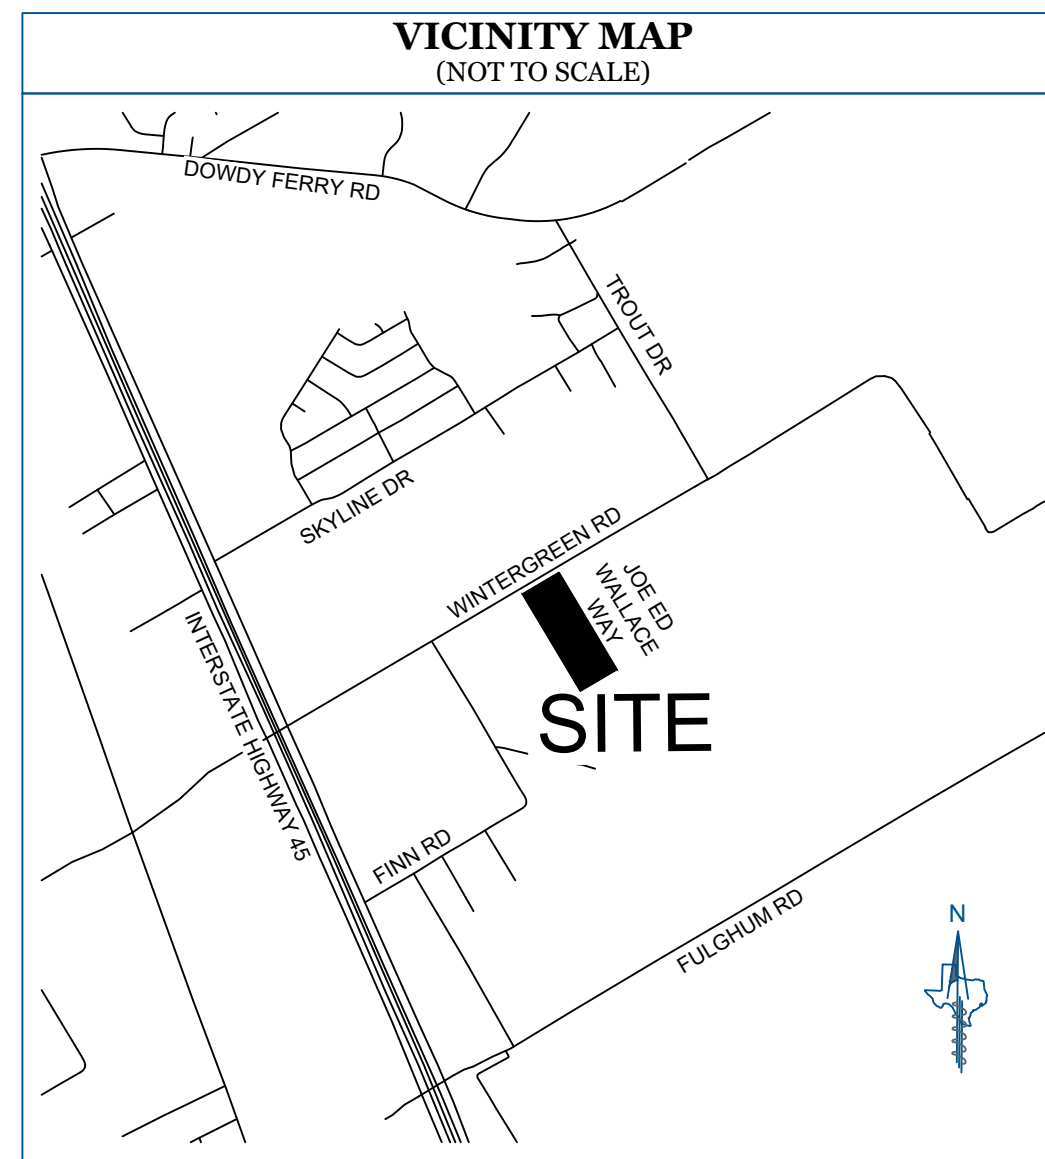 VICINITY MAP
(NOT TO SCALE)
DOWDY FERRY RD
TROUT DR
SKYLINE DR
WINTERGREEN RD
JOE ED
WALLACE
WAY
SITE
INTERSTATE HIGHWAY 45
FINN RD
FULGHUM RD
N